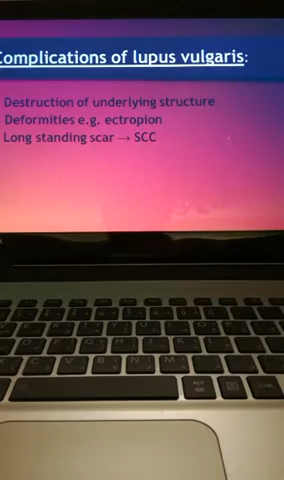 Complications of lupus vulgaris:
Destruction of underlying structure
Deformities e.g. ectropion
Long standing scar → SCC